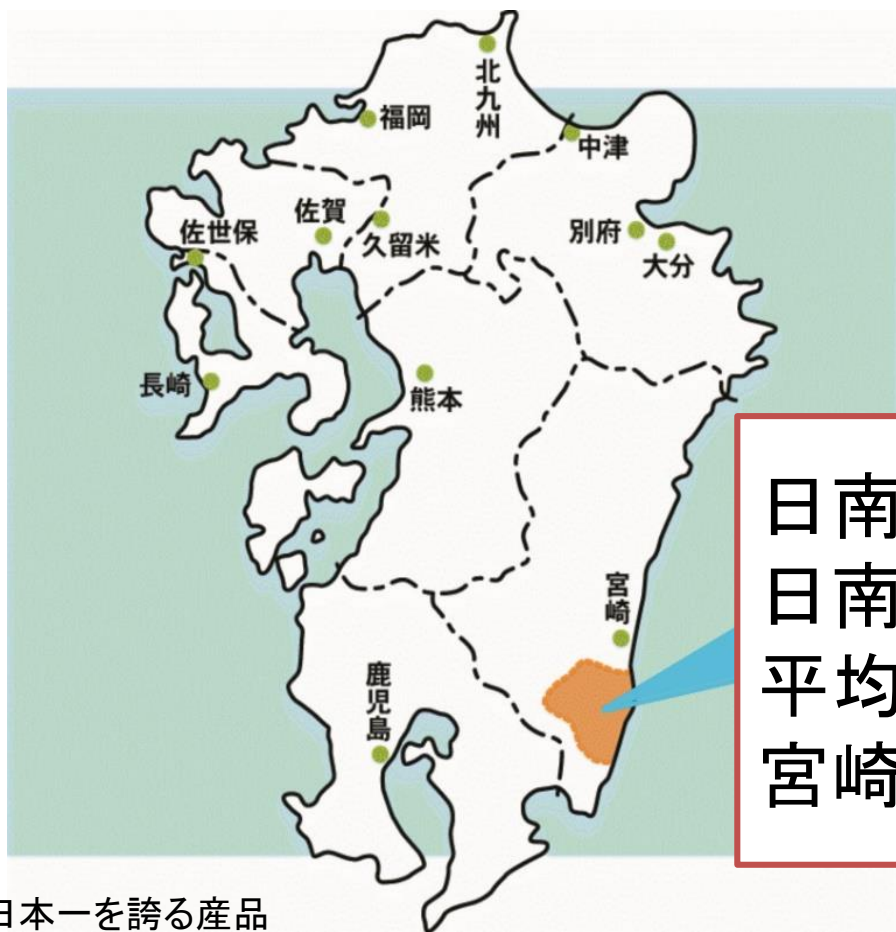 北九州
福岡
中津
佐賀
久留米
佐世保
別府
大分
長崎
熊本
宮崎
鹿児島
日南
日南
平均
宮崎
日本一を誇る産品